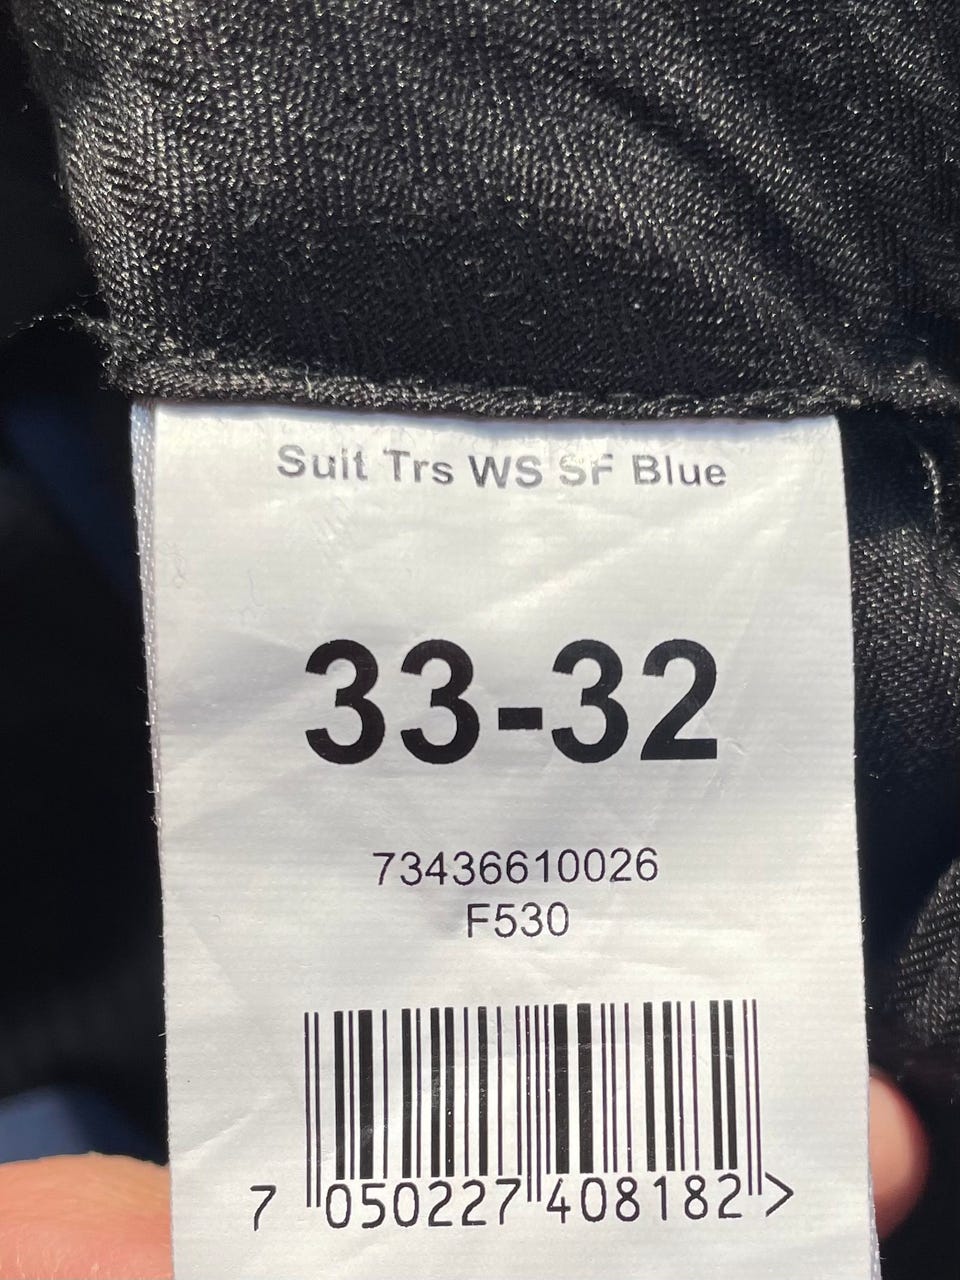 Suit Trs WS SF Blue
33-32
73436610026
F530
7 050227 408182 >